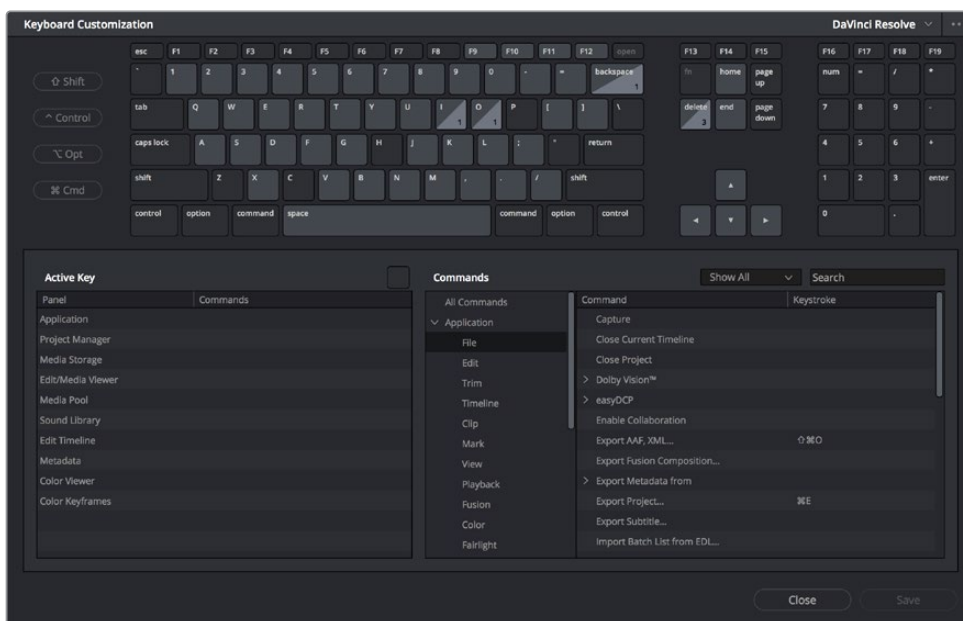 Keyboard Customization DaVinci Resolve
esc F1 F2 F3 F4 F5 F6 F7 F8 F9 F10 F11 F12 open F13 F14 F15 F16 F17 F18 F19
⇧ Shift
` 1 2 3 4 5 6 7 8 9 0 - = backspace 1 fn home page up num = / *
^ Control
tab Q W E R T Y U I 1 O 1 P [ ] \ delete 3 end page down 7 8 9 -
⌥ Opt
caps lock A S D F G H J K L ; ' return 4 5 6 +
⌘ Cmd
shift Z X C V B N M , . / shift ▲ 1 2 3 enter
control option command space command option control ◄ ▼ ► 0 .
Active Key
Panel Commands
Application
Project Manager
Media Storage
Edit/Media Viewer
Media Pool
Sound Library
Edit Timeline
Metadata
Color Viewer
Color Keyframes
Commands Show All Search
All Commands
Application
File
Edit
Trim
Timeline
Clip
Mark
View
Playback
Fusion
Color
Fairlight
Command Keystroke
Capture
Close Current Timeline
Close Project
> Dolby Vision™
> easyDCP
Enable Collaboration
Export AAF, XML... ⇧⌘O
Export Fusion Composition...
> Export Metadata from
Export Project... ⌘E
Export Subtitle...
Import Batch List from EDL...
Close Save